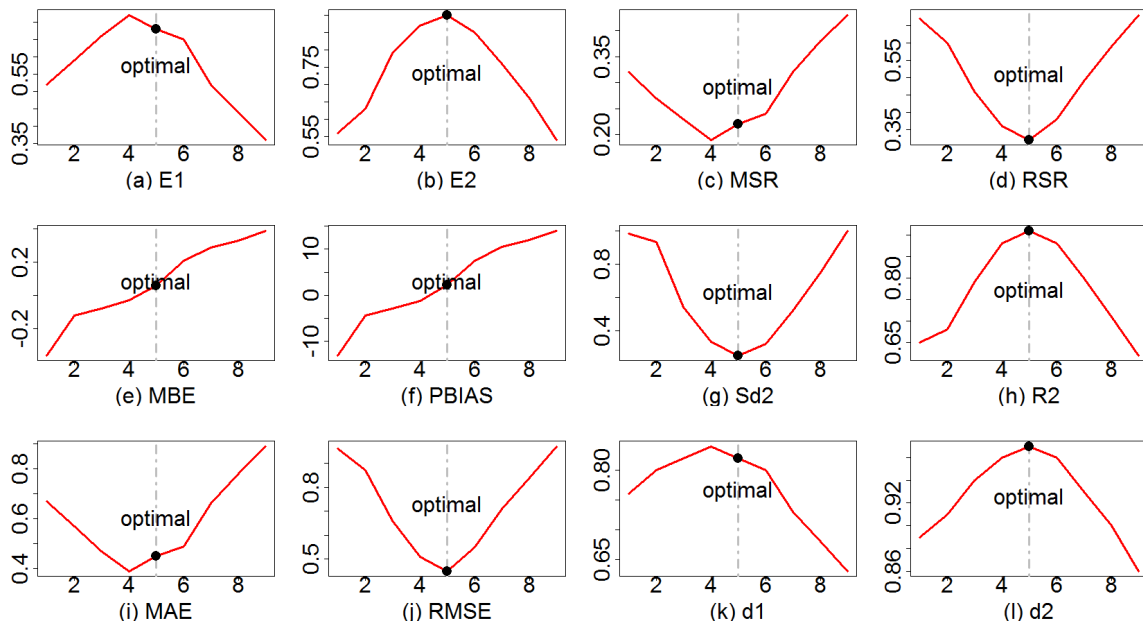 0.35 0.55
optimal
2 4 6 8
(a) E1
0.55 0.75
optimal
2 4 6 8
(b) E2
0.20 0.35
optimal
2 4 6 8
(c) MSR
0.35 0.55
optimal
2 4 6 8
(d) RSR
-0.2 0.2
optimal
2 4 6 8
(e) MBE
-10 0 10
optimal
2 4 6 8
(f) PBIAS
0.4 0.8
optimal
2 4 6 8
(g) Sd2
0.65 0.80
optimal
2 4 6 8
(h) R2
0.4 0.6 0.8
optimal
2 4 6 8
(i) MAE
0.5 0.8
optimal
2 4 6 8
(j) RMSE
0.65 0.80
optimal
2 4 6 8
(k) d1
0.86 0.92
optimal
2 4 6 8
(l) d2